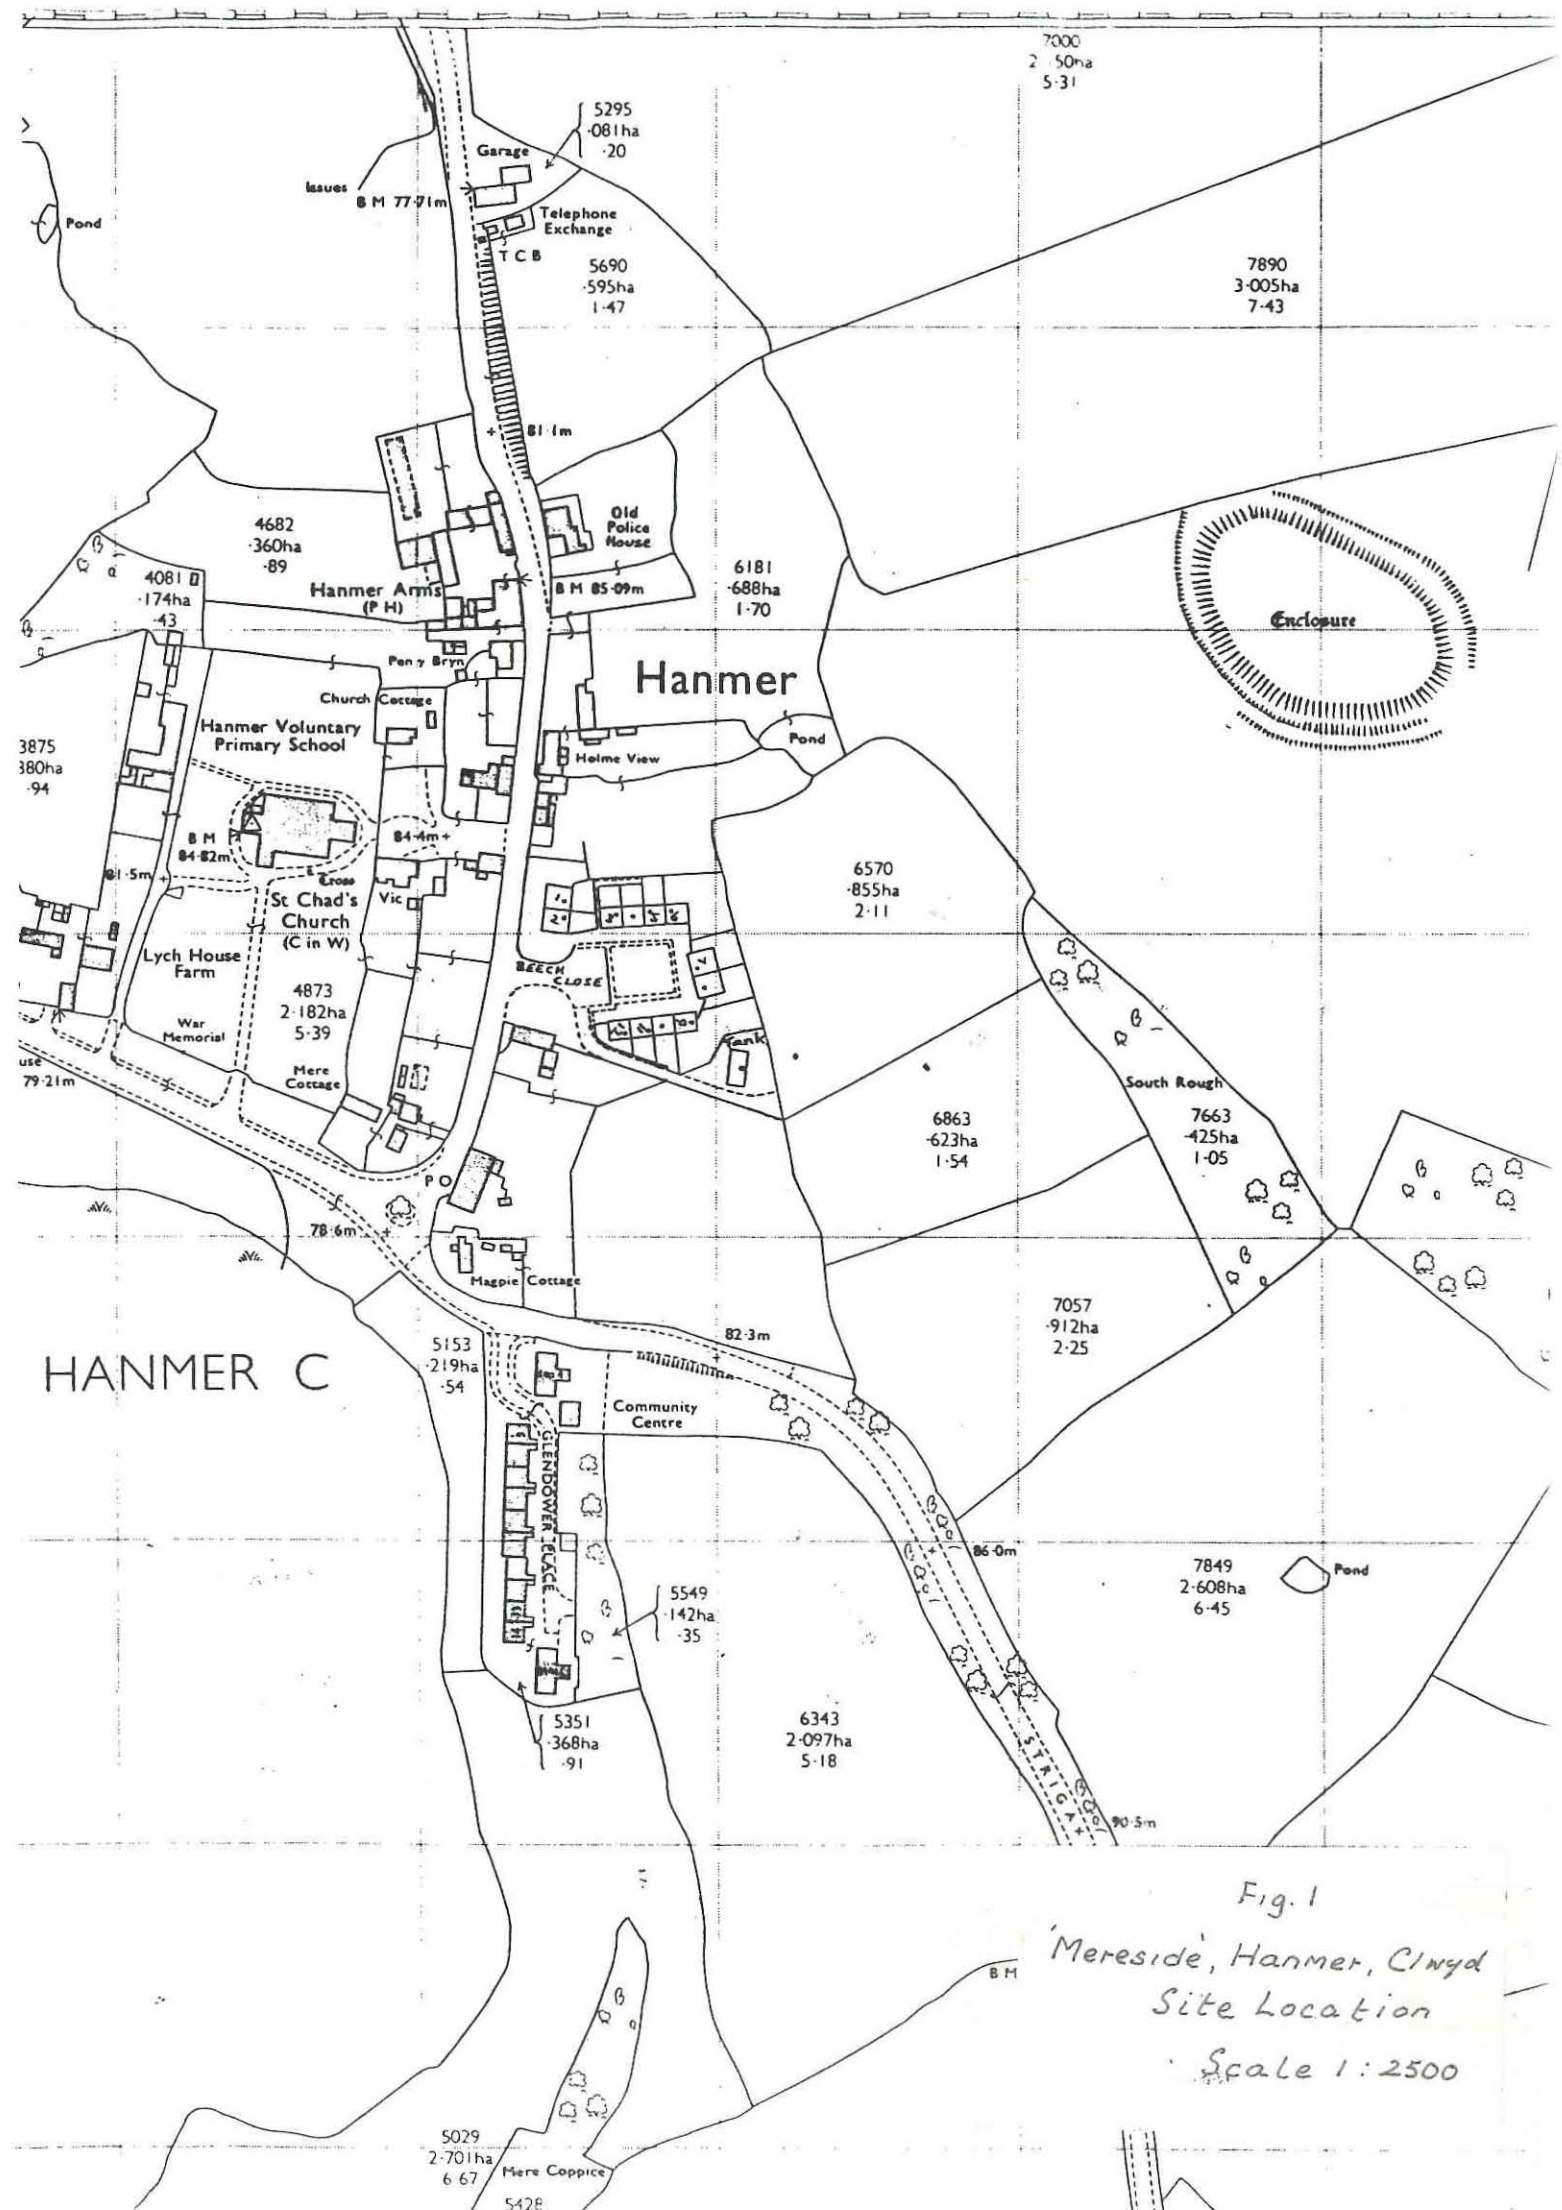 7000
5·31
5295
·081ha
·20
Garage
Issues
B M 77·71m
Pond
Telephone
Exchange
T C B
5690
·595ha
1·47
7890
3·005ha
7·43
81·1m
4682
·360ha
·89
Old
Police
House
4081
·174ha
·43
Hanmer Arms
(P H)
B M 85·09m
6181
·688ha
1·70
Enclosure
Pen y Bryn
Hanmer
Church Cottage
Hanmer Voluntary
Primary School
3875
380ha
·94
Pond
Holme View
B M
84·82m
84·4m
81·5m
Cross
St Chad's
Church
(C in W)
Vic
6570
·855ha
2·11
Lych House
Farm
BEECH
CLOSE
4873
2·182ha
5·39
War
Memorial
Tank
use
79·21m
Mere
Cottage
South Rough
6863
·623ha
1·54
7663
·425ha
1·05
P O
78·6m
Magpie Cottage
7057
·912ha
2·25
82·3m
5153
·219ha
·54
HANMER C
Community
Centre
GLENDOWER PLACE
86·0m
7849
2·608ha
6·45
Pond
5549
·142ha
·35
5351
·368ha
·91
6343
2·097ha
5·18
STRIGA
90·5m
Fig. 1
'Mereside', Hanmer, Clwyd
Site Location
Scale 1:2500
B M
5029
2·701ha
6 67
Mere Coppice
5428